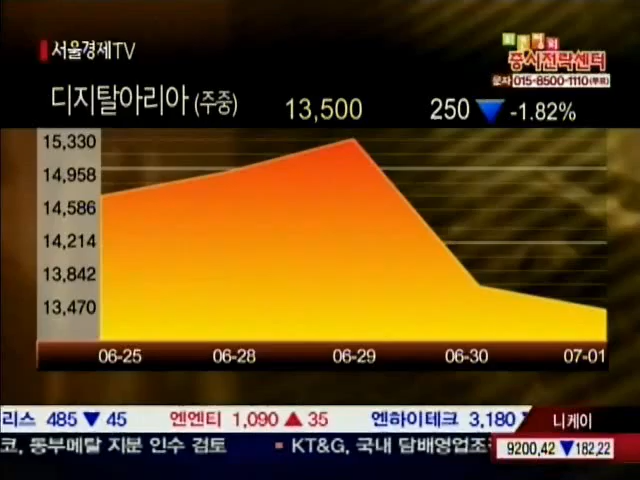 서울경제TV
증시전략센터
문자 015-8500-1110 (무료)
디지탈아리아 (주중) 13,500 250 ▼ -1.82%
15,330
14,958
14,586
14,214
13,842
13,470
06-25 06-28 06-29 06-30 07-01
리스 485 ▼ 45 엔엔티 1,090 ▲ 35 엔하이테크 3,180
니케이
코, 동부메탈 지분 인수 검토 ▪ KT&G, 국내 담배영업조
9200,42 ▼182,22